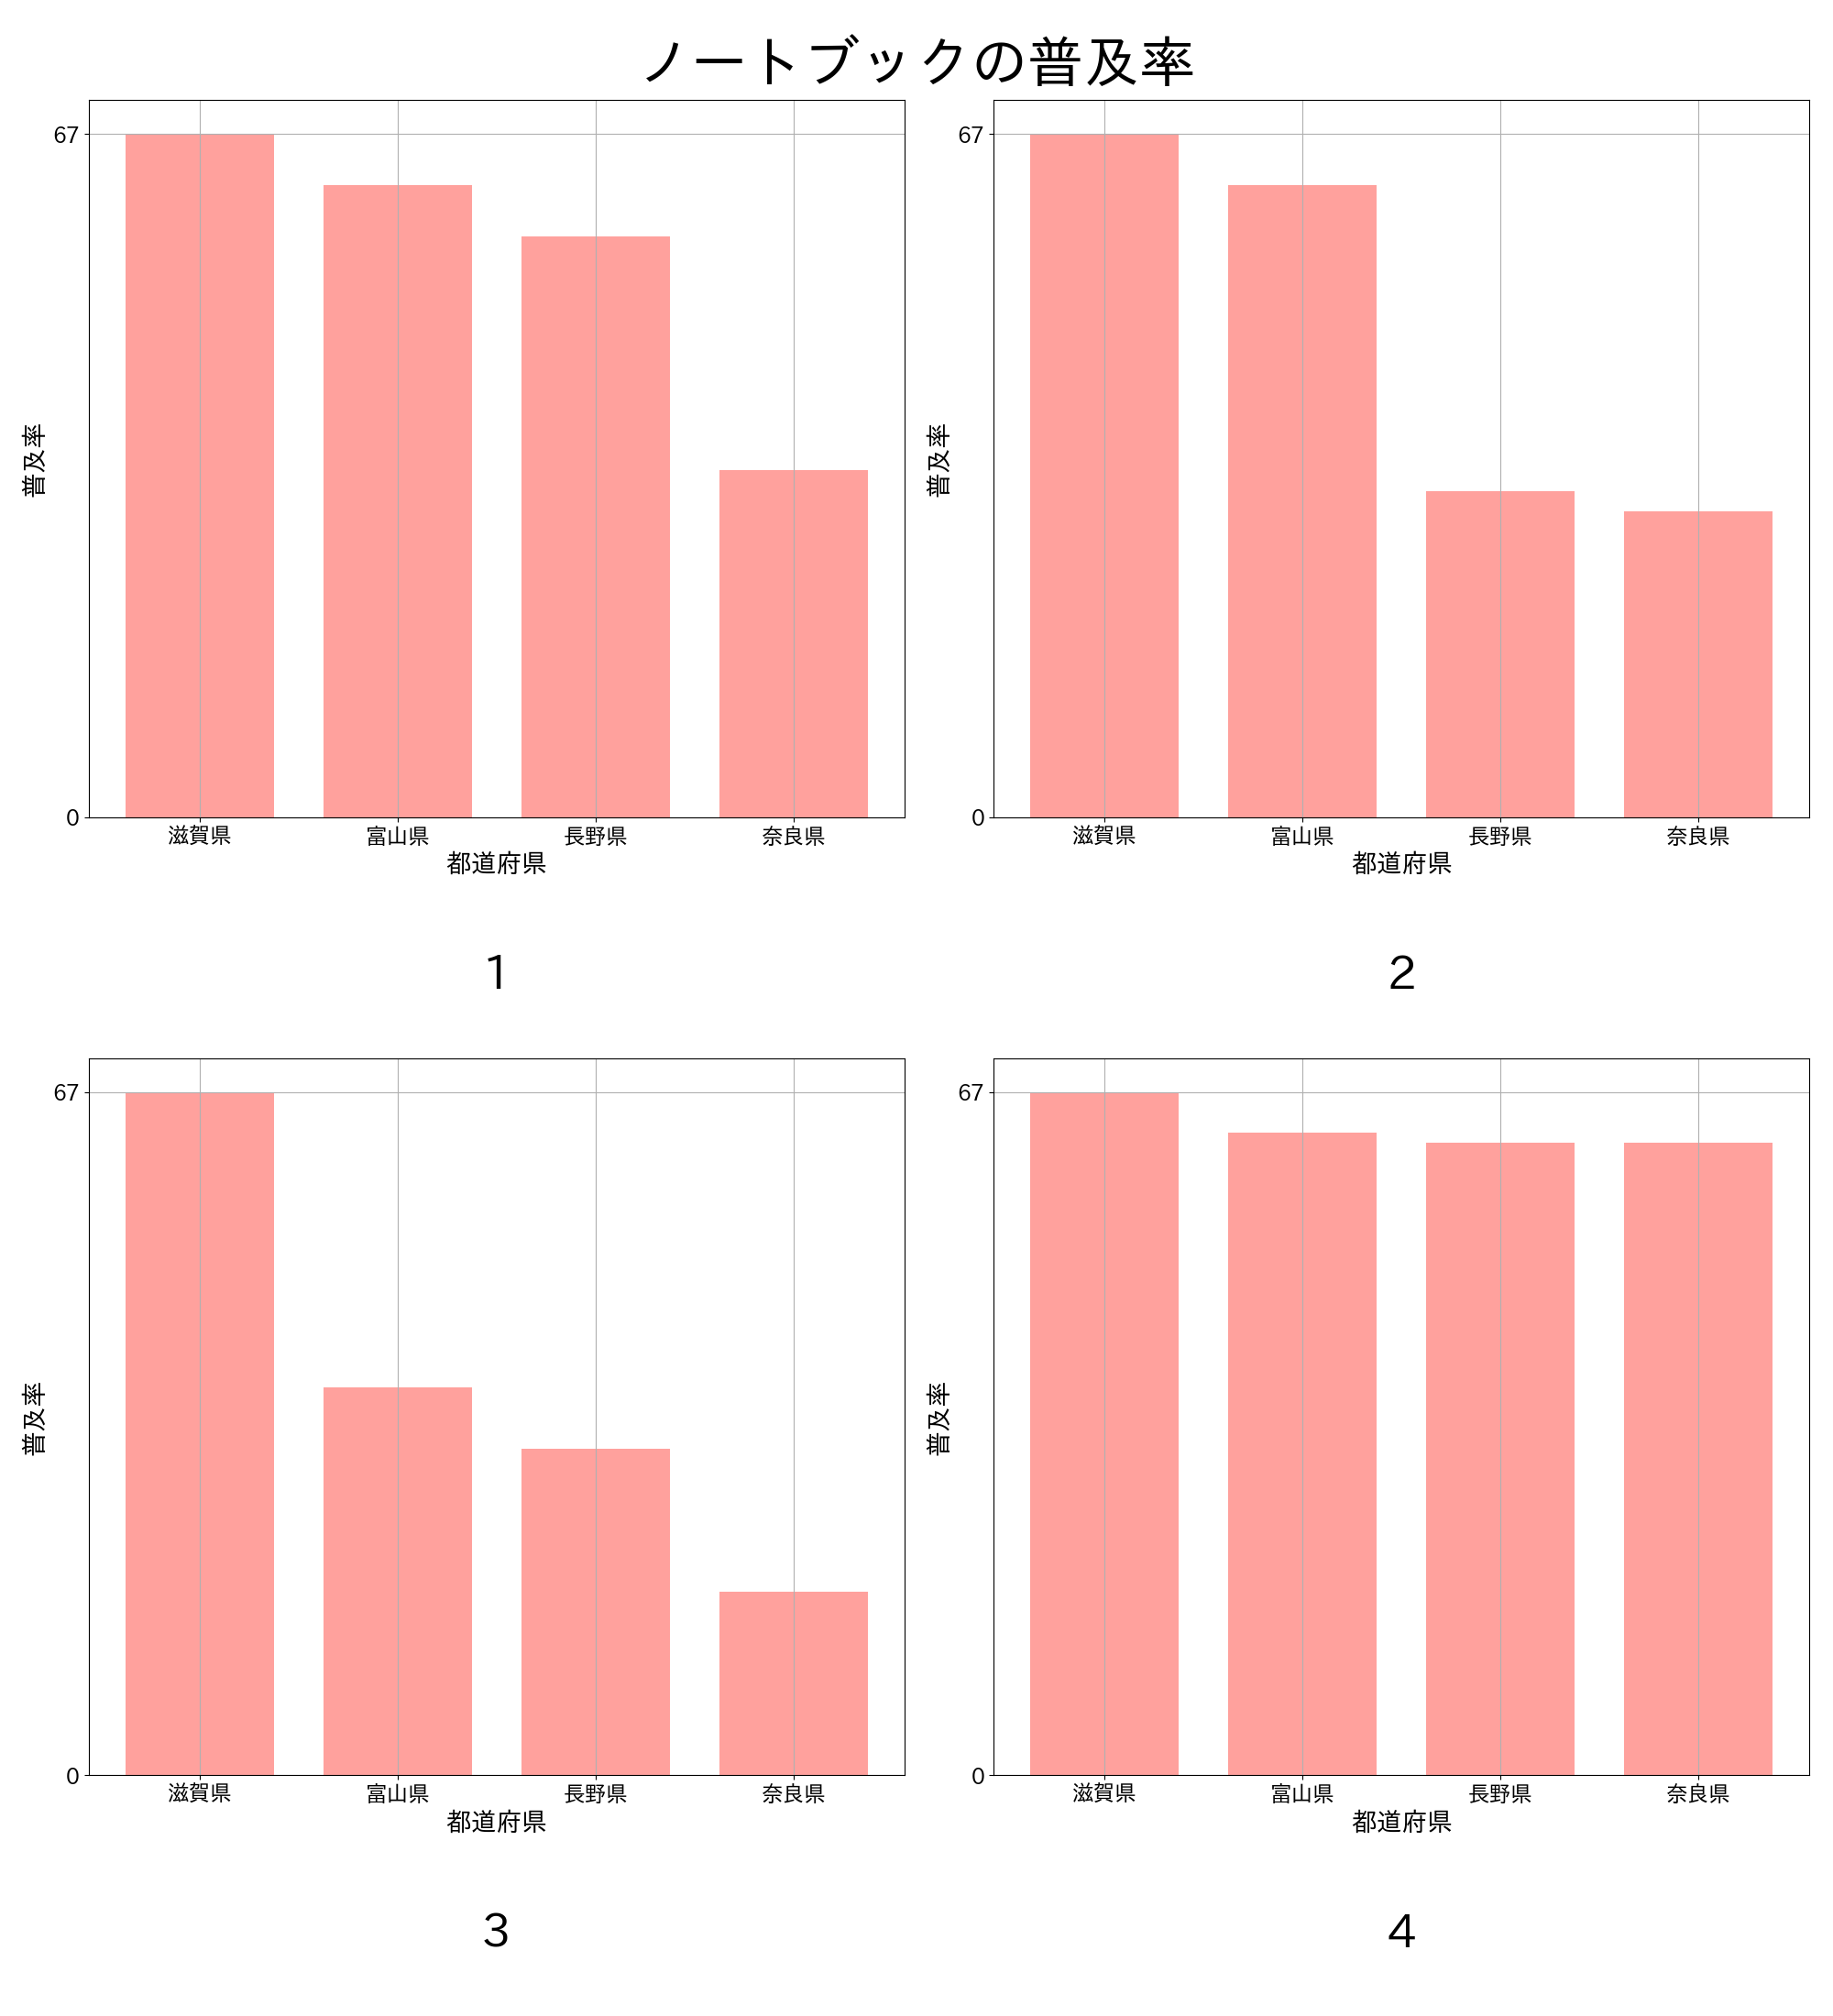 ノートブックの普及率
67
0
普及率
滋賀県 富山県 長野県 奈良県
都道府県
1
67
0
普及率
滋賀県 富山県 長野県 奈良県
都道府県
2
67
0
普及率
滋賀県 富山県 長野県 奈良県
都道府県
3
67
0
普及率
滋賀県 富山県 長野県 奈良県
都道府県
4